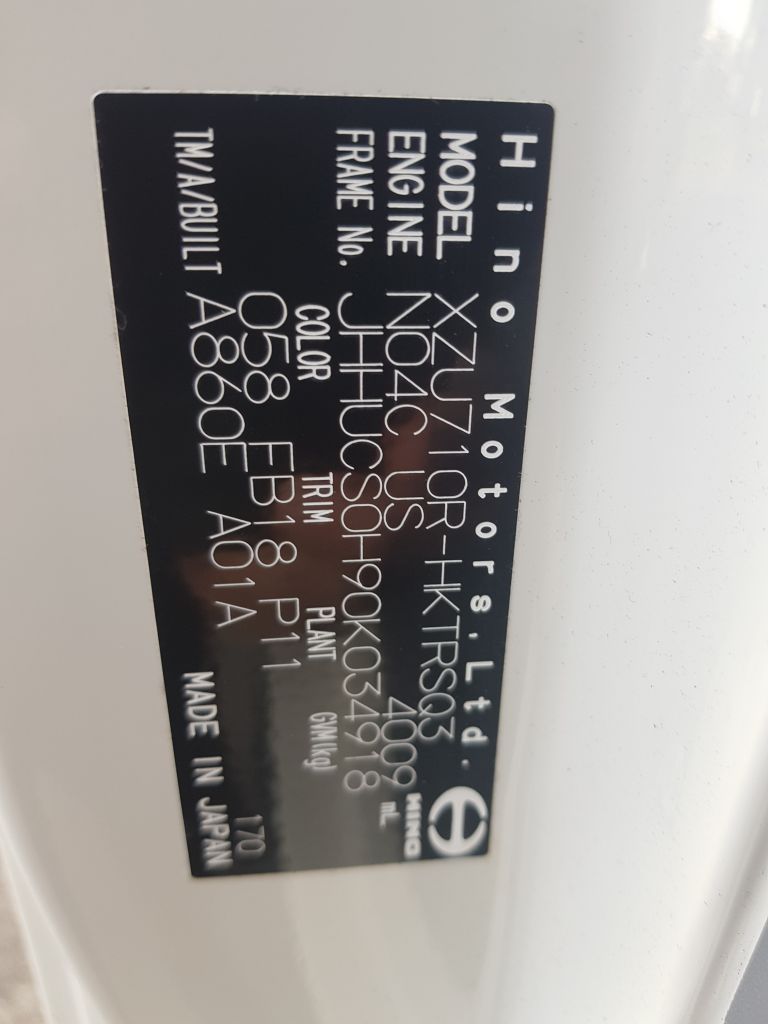 Hino Motors, Ltd.
HINO
MODEL XZU710R-HKTRSQ3
ENGINE N04C US 4009 mL
FRAME No. JHHUCS0H90K034918
COLOR TRIM PLANT GVM(kg)
058 FB18 P11
TM/A/BUILT A860E A01A 170
MADE IN JAPAN